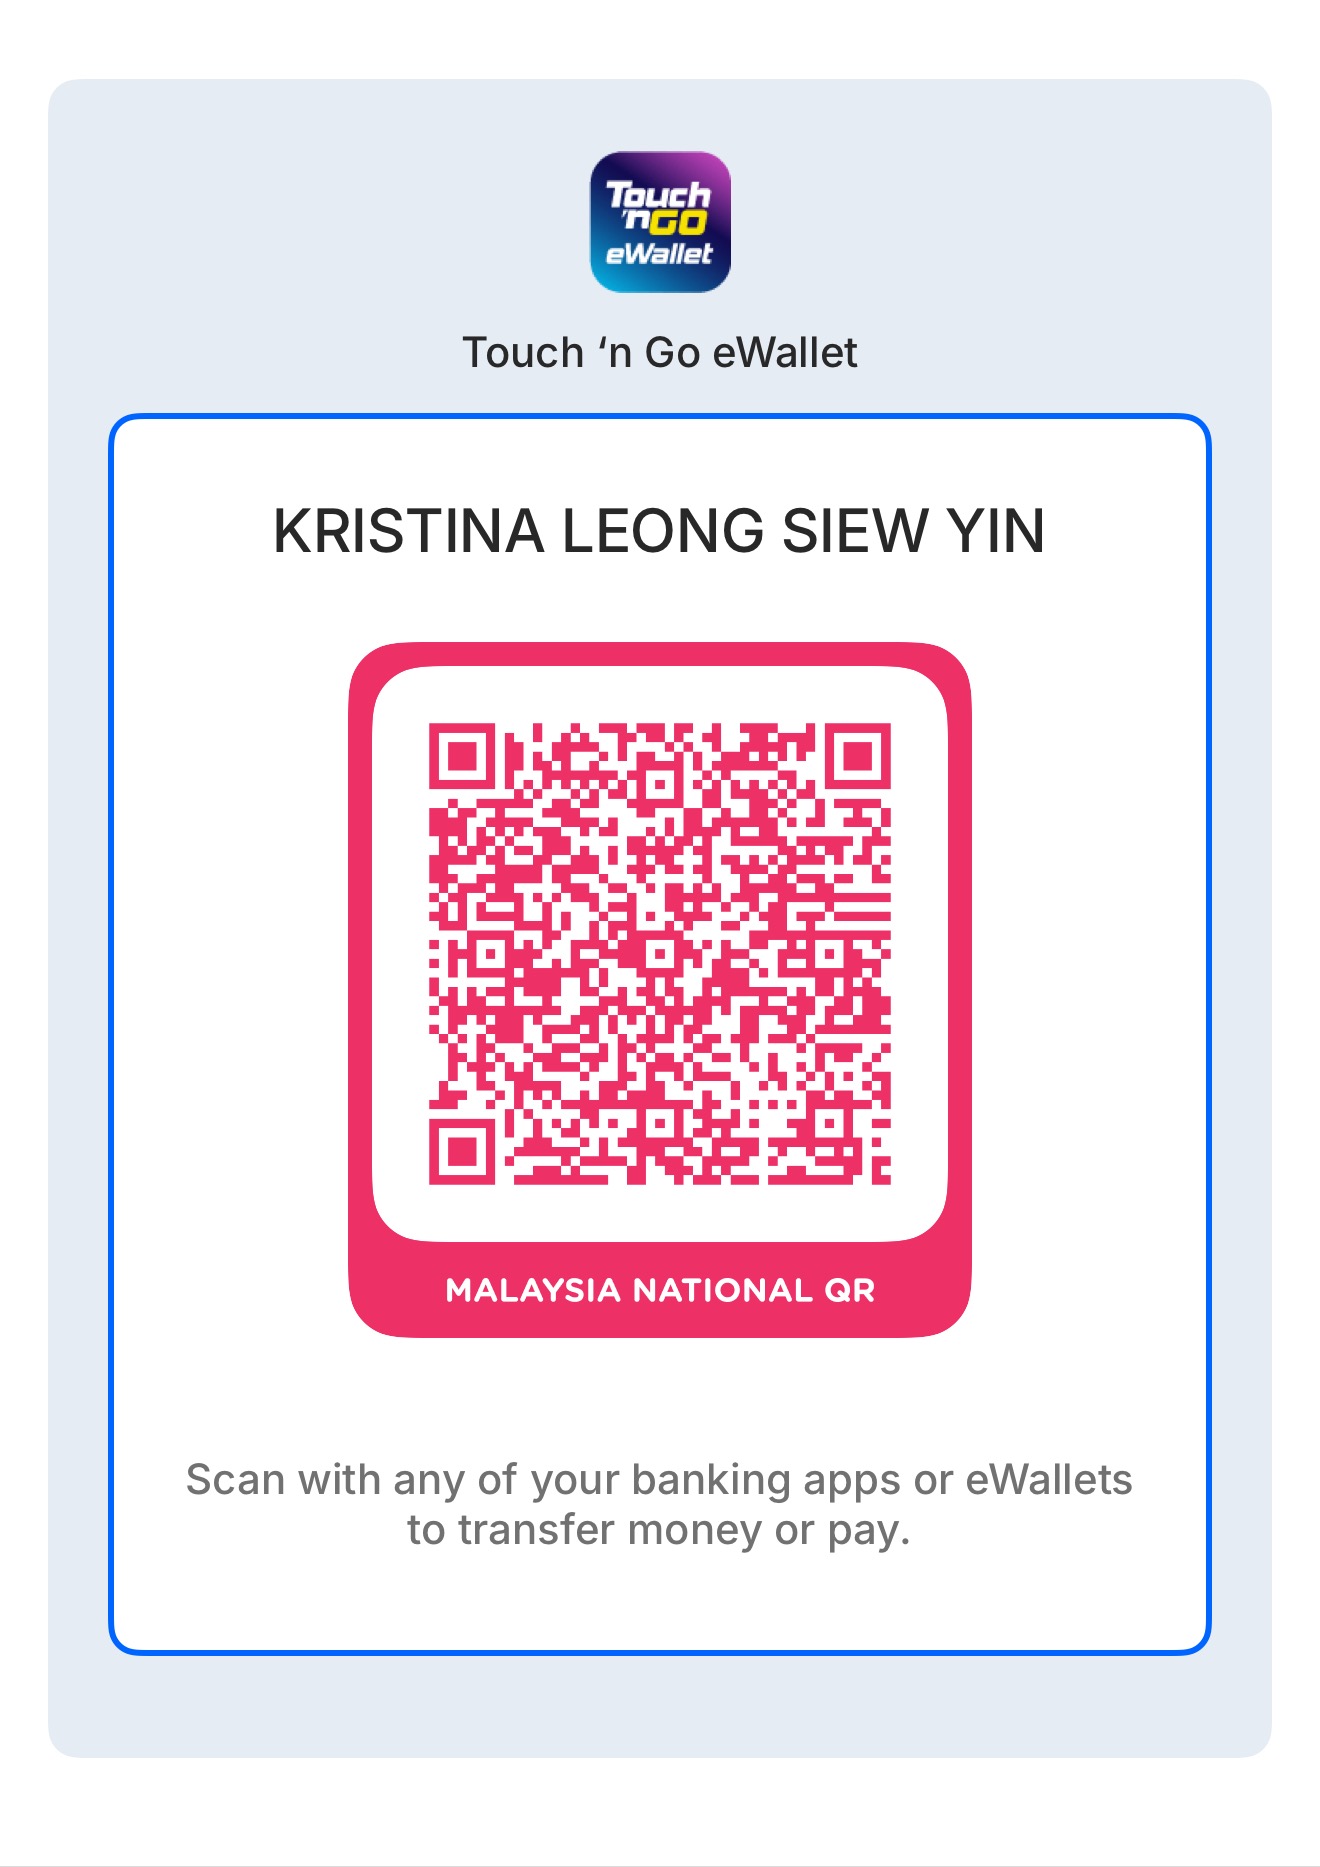 Touch
'nGO
eWallet
Touch ‘n Go eWallet
KRISTINA LEONG SIEW YIN
MALAYSIA NATIONAL QR
Scan with any of your banking apps or eWallets
to transfer money or pay.